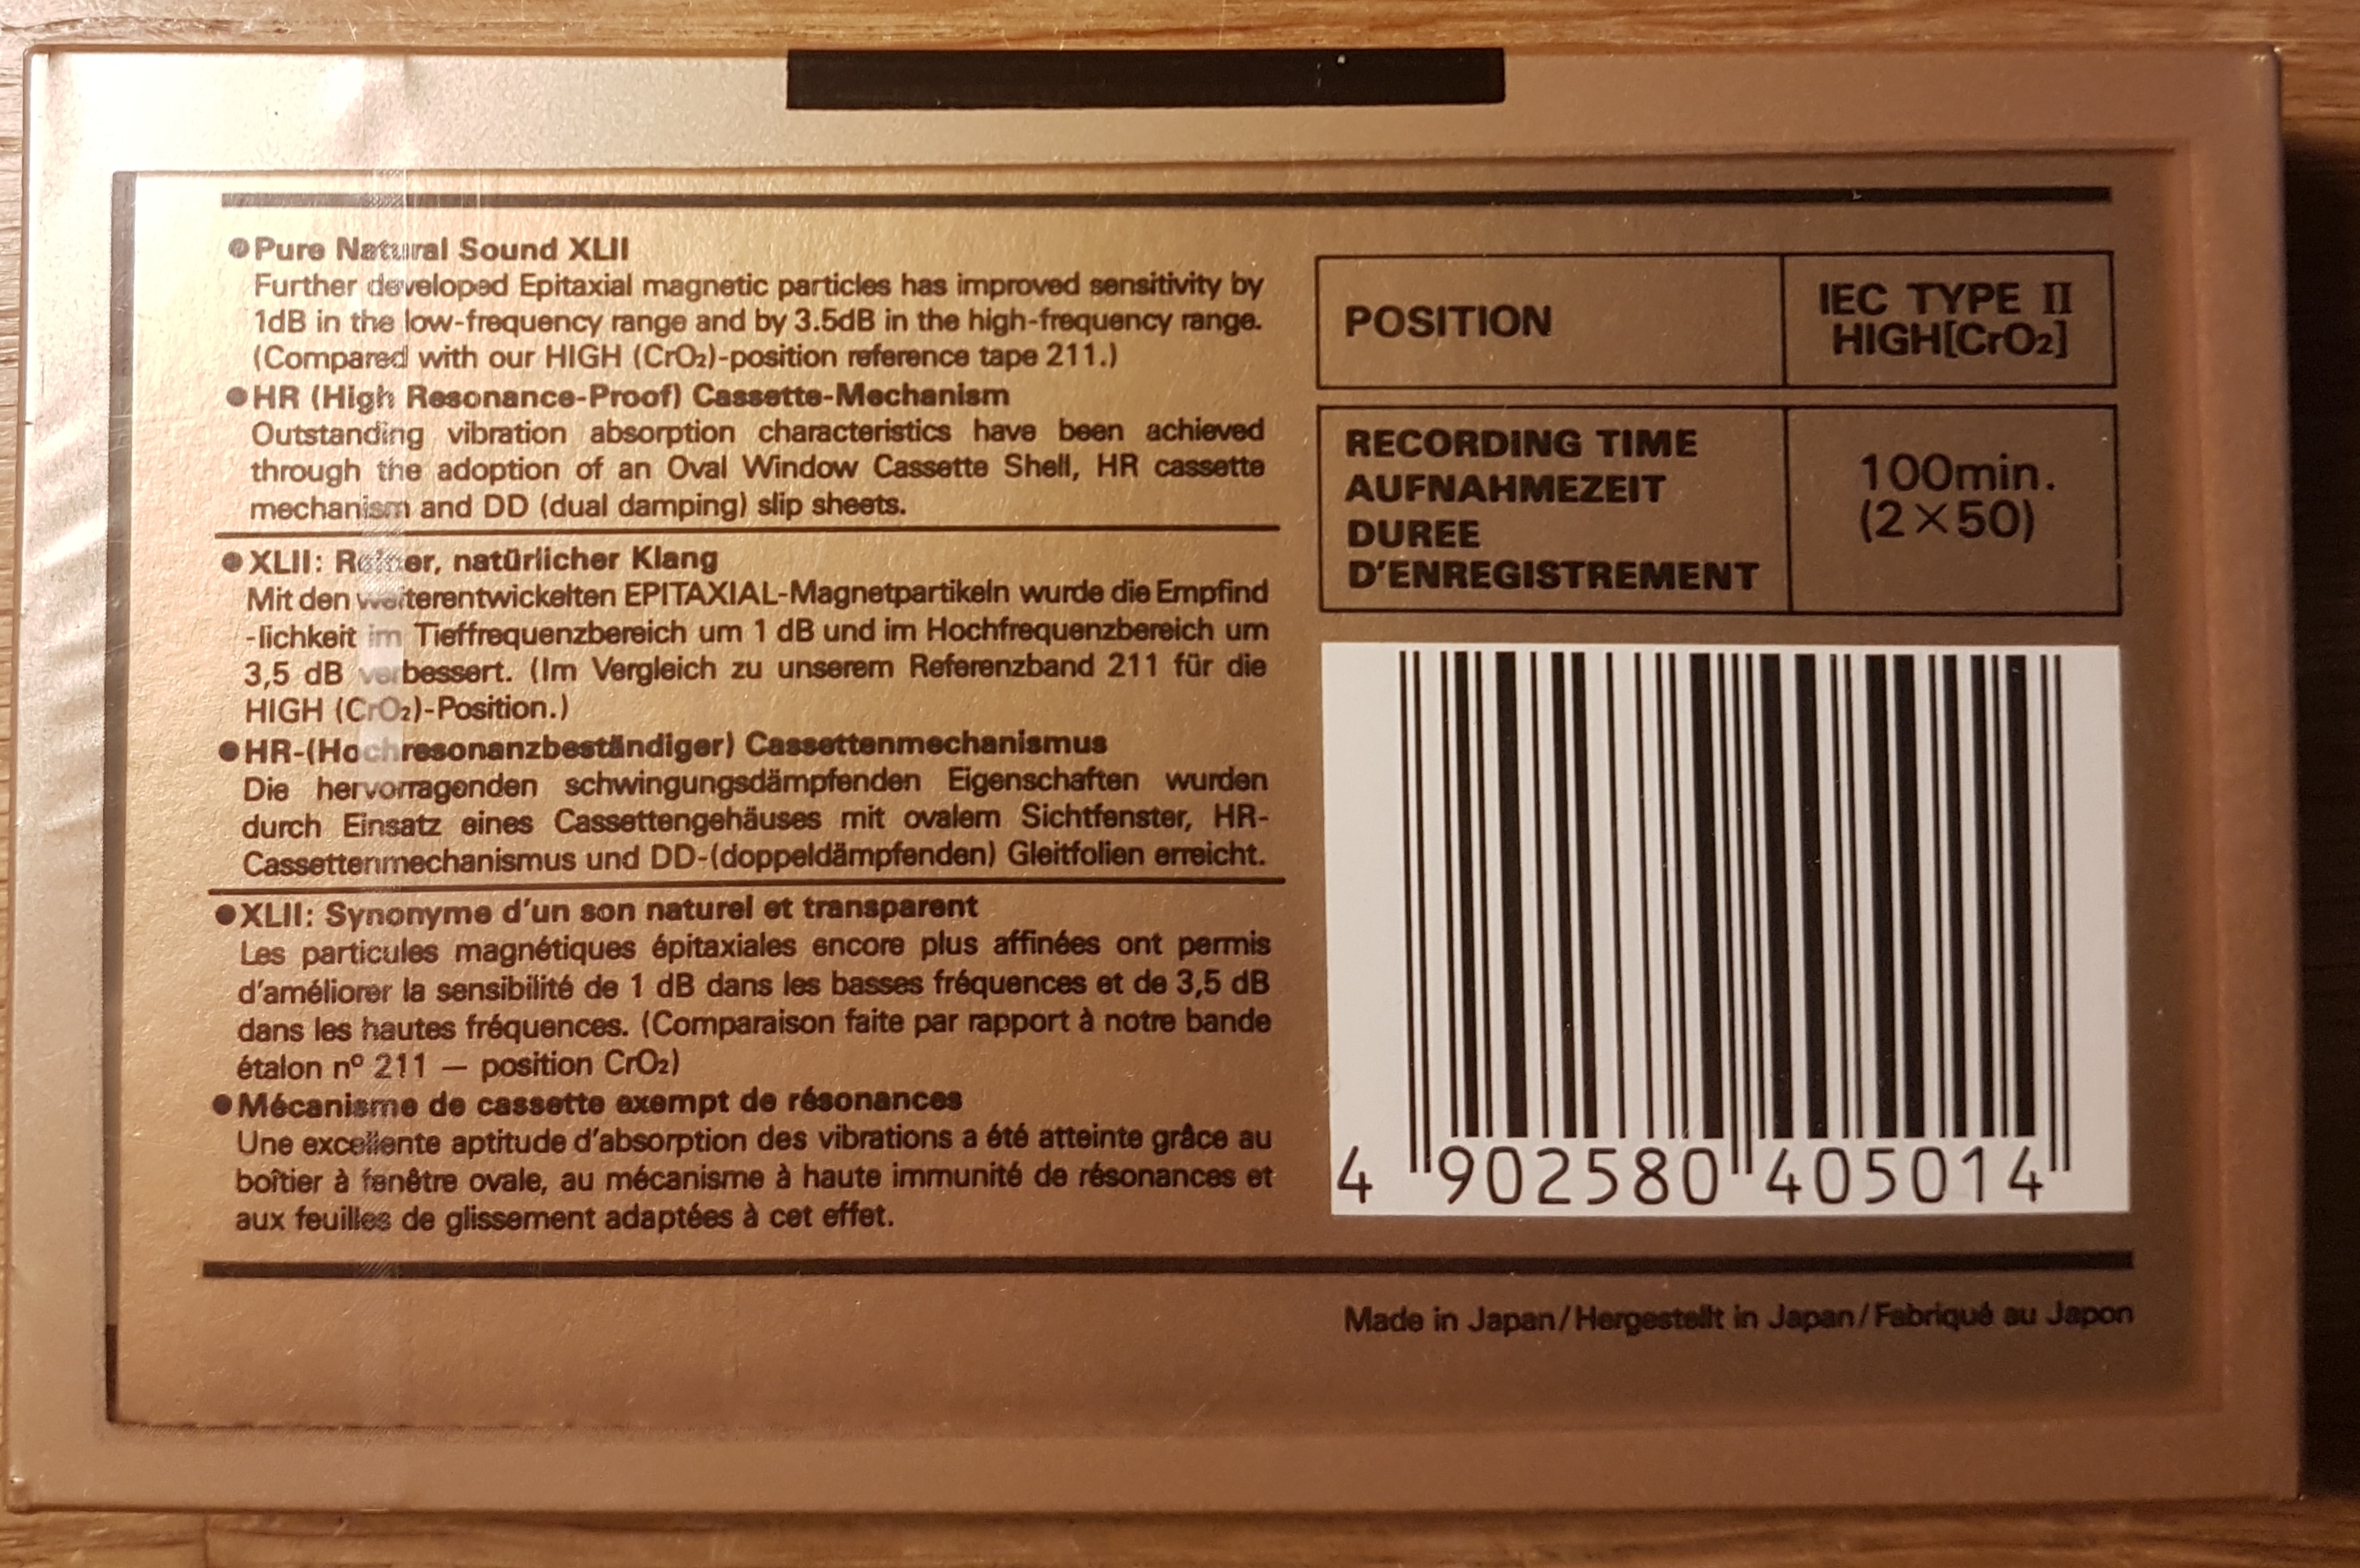 ●Pure Natural Sound XLII
Further developed Epitaxial magnetic particles has improved sensitivity by
1dB in the low-frequency range and by 3.5dB in the high-frequency range.
(Compared with our HIGH (CrO₂)-position reference tape 211.)
●HR (High Resonance-Proof) Cassette-Mechanism
Outstanding vibration absorption characteristics have been achieved
through the adoption of an Oval Window Cassette Shell, HR cassette
mechanism and DD (dual damping) slip sheets.
●XLII: Reiner, natürlicher Klang
Mit den weiterentwickelten EPITAXIAL-Magnetpartikeln wurde die Empfind
-lichkeit im Tieffrequenzbereich um 1 dB und im Hochfrequenzbereich um
3,5 dB verbessert. (Im Vergleich zu unserem Referenzband 211 für die
HIGH (CrO₂)-Position.)
●HR-(Hochresonanzbeständiger) Cassettenmechanismus
Die hervorragenden schwingungsdämpfenden Eigenschaften wurden
durch Einsatz eines Cassettengehäuses mit ovalem Sichtfenster, HR-
Cassettenmechanismus und DD-(doppeldämpfenden) Gleitfolien erreicht.
●XLII: Synonyme d'un son naturel et transparent
Les particules magnétiques épitaxiales encore plus affinées ont permis
d'améliorer la sensibilité de 1 dB dans les basses fréquences et de 3,5 dB
dans les hautes fréquences. (Comparaison faite par rapport à notre bande
étalon nº 211 — position CrO₂)
●Mécanisme de cassette exempt de résonances
Une excellente aptitude d'absorption des vibrations a été atteinte grâce au
boîtier à fenêtre ovale, au mécanisme à haute immunité de résonances et
aux feuilles de glissement adaptées à cet effet.
POSITION
IEC TYPE II
HIGH[CrO₂]
RECORDING TIME
AUFNAHMEZEIT
DUREE
D'ENREGISTREMENT
100min.
(2×50)
4 902580 405014
Made in Japan/Hergestellt in Japan/Fabriqué au Japon